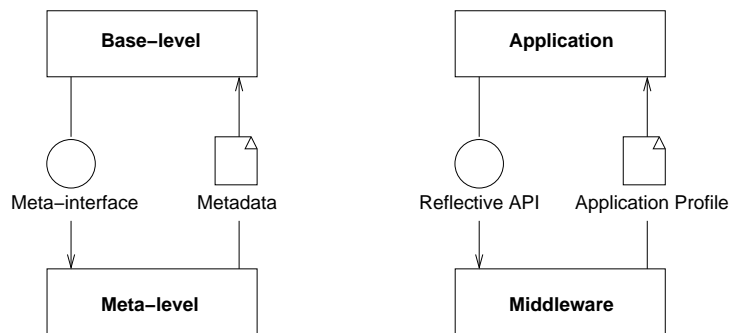 Base−level
Application
Meta−interface
Metadata
Reflective API
Application Profile
Meta−level
Middleware